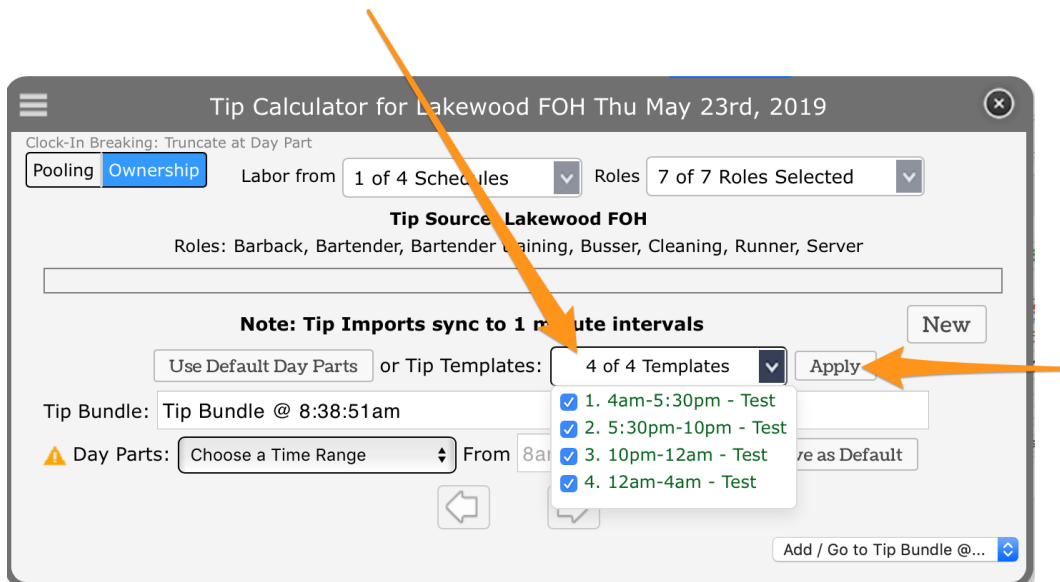 Tip Calculator for Lakewood FOH Thu May 23rd, 2019
Clock-In Breaking: Truncate at Day Part
Pooling Ownership Labor from 1 of 4 Schedules Roles 7 of 7 Roles Selected
Tip Source: Lakewood FOH
Roles: Barback, Bartender, Bartender training, Busser, Cleaning, Runner, Server
Note: Tip Imports sync to 1 minute intervals New
Use Default Day Parts or Tip Templates: 4 of 4 Templates Apply
1. 4am-5:30pm - Test
Tip Bundle: Tip Bundle @ 8:38:51am
2. 5:30pm-10pm - Test
Day Parts: Choose a Time Range From 8a as Default
3. 10pm-12am - Test
4. 12am-4am - Test
Add / Go to Tip Bundle @...